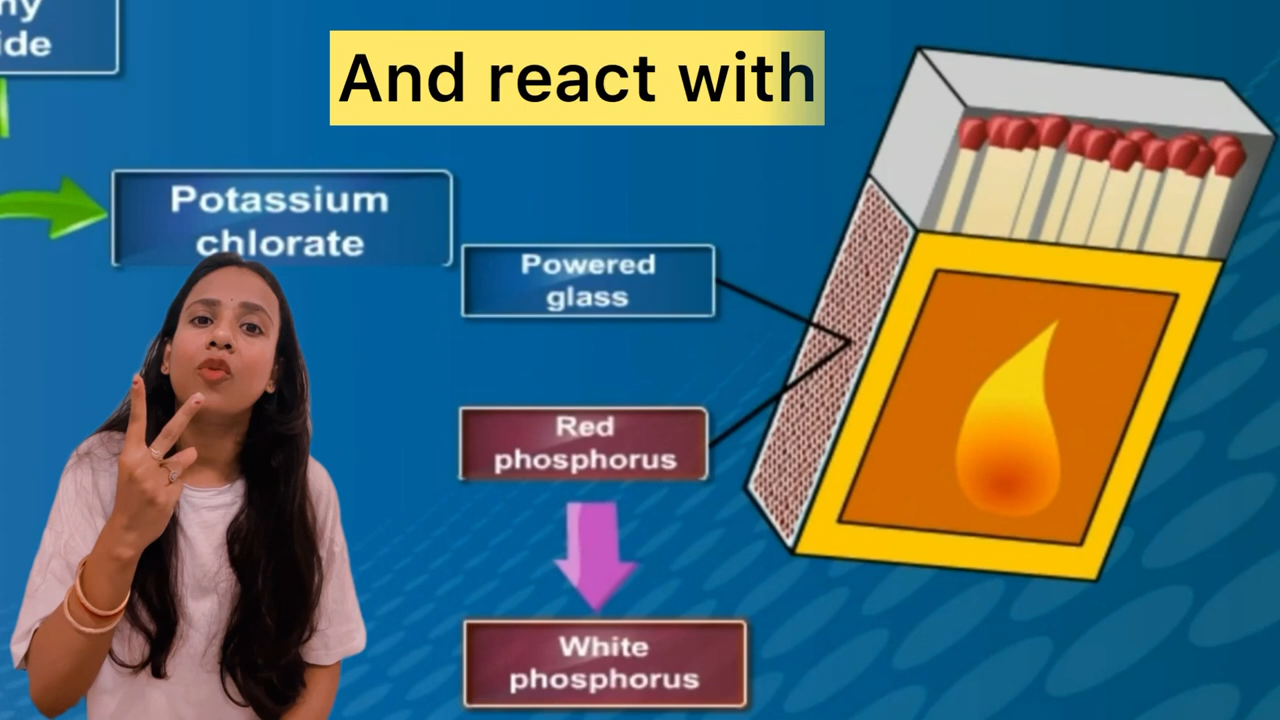 ide
And react with
Potassium
chlorate
Powered
glass
Red
phosphorus
White
phosphorus